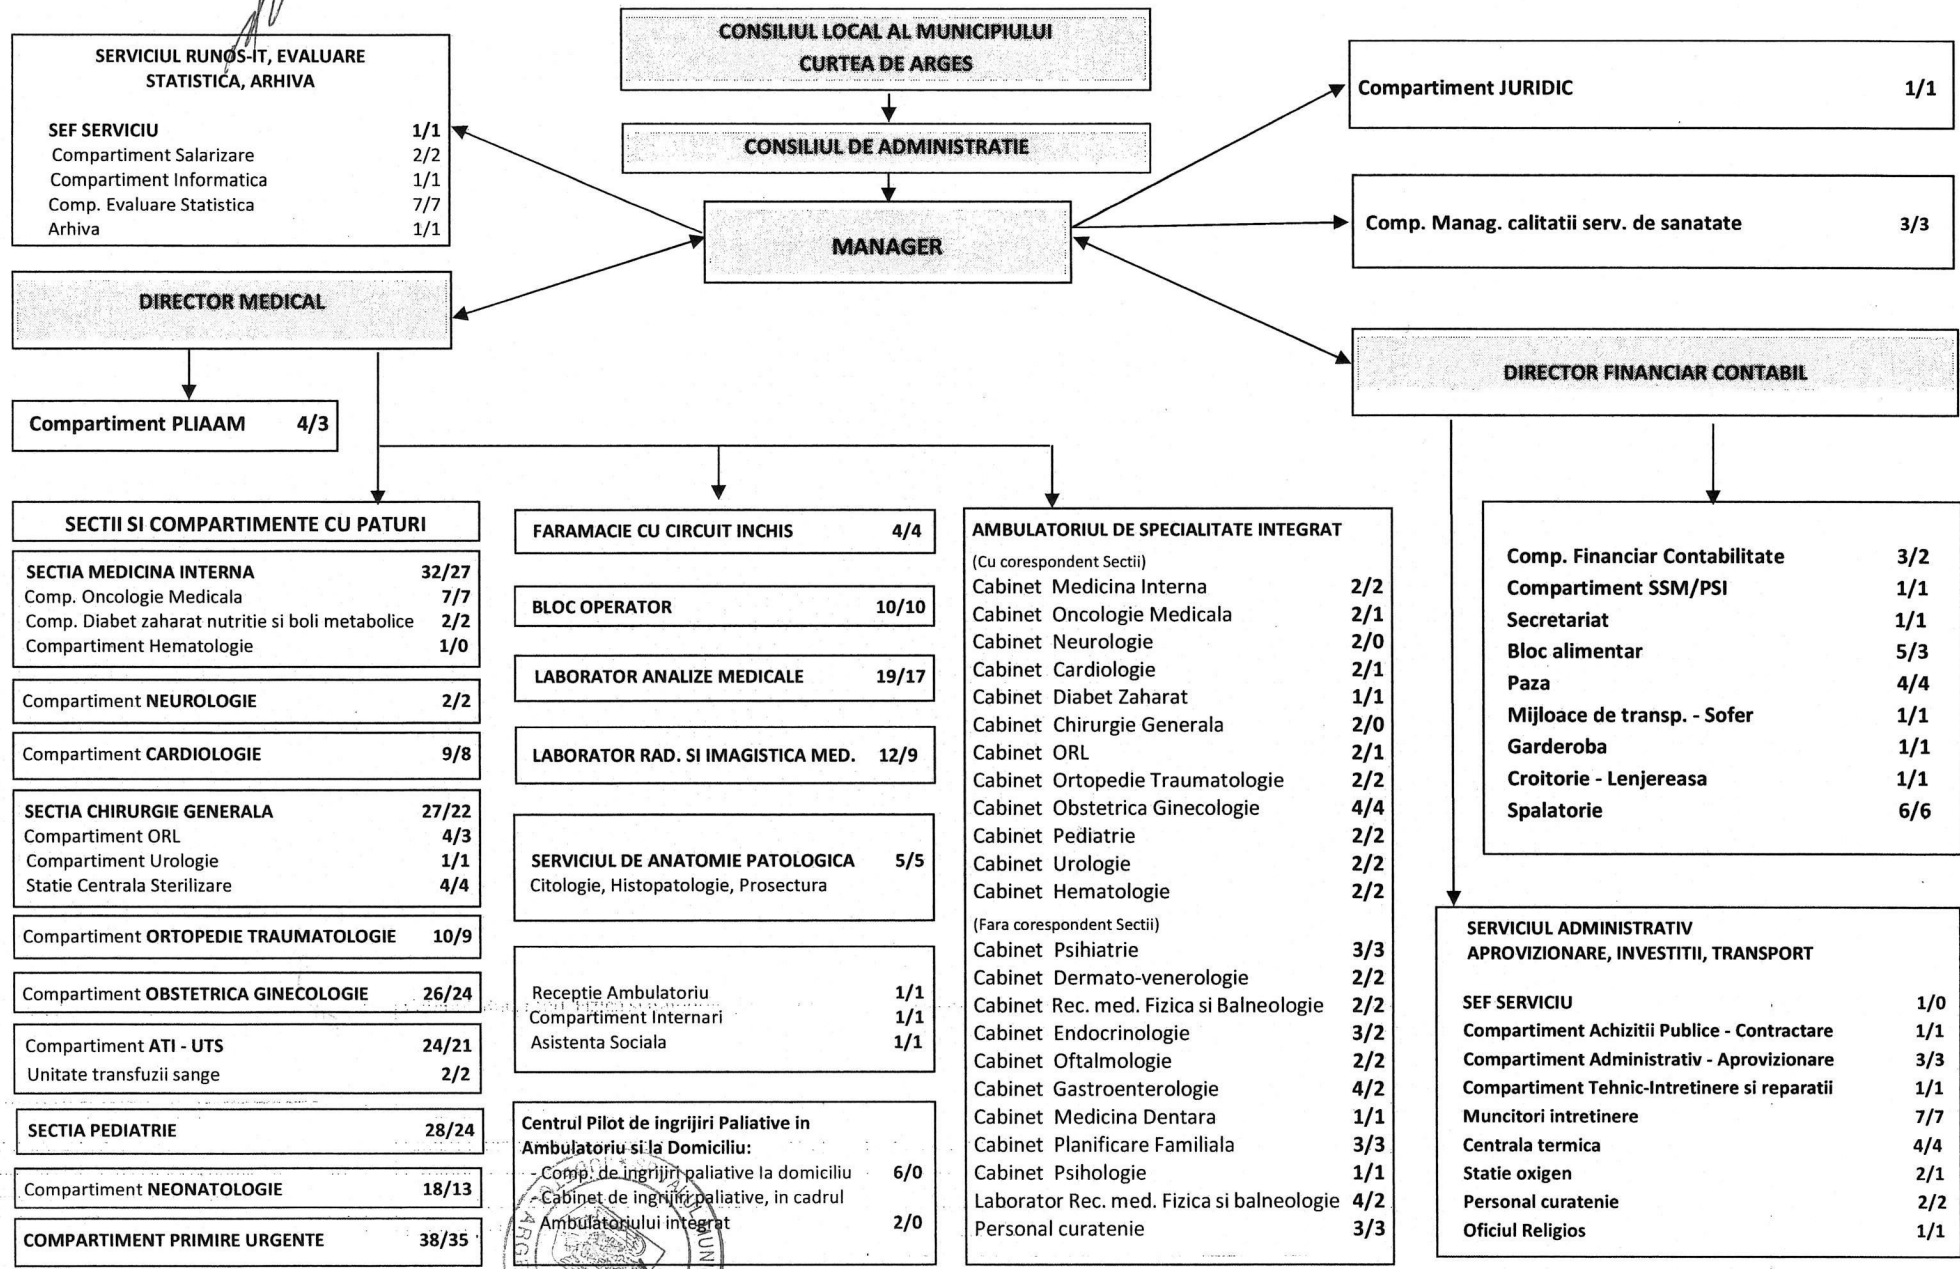 CONSILIUL LOCAL AL MUNICIPIULUI
CURTEA DE ARGES
CONSILIUL DE ADMINISTRATIE
MANAGER
SERVICIUL RUNOS-IT, EVALUARE
STATISTICA, ARHIVA
SEF SERVICIU 1/1
Compartiment Salarizare 2/2
Compartiment Informatica 1/1
Comp. Evaluare Statistica 7/7
Arhiva 1/1
Compartiment JURIDIC 1/1
Comp. Manag. calitatii serv. de sanatate 3/3
DIRECTOR MEDICAL
DIRECTOR FINANCIAR CONTABIL
Compartiment PLIAAM 4/3
SECTII SI COMPARTIMENTE CU PATURI
SECTIA MEDICINA INTERNA 32/27
Comp. Oncologie Medicala 7/7
Comp. Diabet zaharat nutritie si boli metabolice 2/2
Compartiment Hematologie 1/0
Compartiment NEUROLOGIE 2/2
Compartiment CARDIOLOGIE 9/8
SECTIA CHIRURGIE GENERALA 27/22
Compartiment ORL 4/3
Compartiment Urologie 1/1
Statie Centrala Sterilizare 4/4
Compartiment ORTOPEDIE TRAUMATOLOGIE 10/9
Compartiment OBSTETRICA GINECOLOGIE 26/24
Compartiment ATI - UTS 24/21
Unitate transfuzii sange 2/2
SECTIA PEDIATRIE 28/24
Compartiment NEONATOLOGIE 18/13
COMPARTIMENT PRIMIRE URGENTE 38/35
FARAMACIE CU CIRCUIT INCHIS 4/4
BLOC OPERATOR 10/10
LABORATOR ANALIZE MEDICALE 19/17
LABORATOR RAD. SI IMAGISTICA MED. 12/9
SERVICIUL DE ANATOMIE PATOLOGICA 5/5
Citologie, Histopatologie, Prosectura
Receptie Ambulatoriu 1/1
Compartiment Internari 1/1
Asistenta Sociala 1/1
Centrul Pilot de ingrijiri Paliative in
Ambulatoriu si la Domiciliu:
- Comp. de ingrijiri paliative la domiciliu 6/0
- Cabinet de ingrijiri paliative, in cadrul
Ambulatoriului integrat 2/0
AMBULATORIUL DE SPECIALITATE INTEGRAT
(Cu corespondent Sectii)
Cabinet Medicina Interna 2/2
Cabinet Oncologie Medicala 2/1
Cabinet Neurologie 2/0
Cabinet Cardiologie 2/1
Cabinet Diabet Zaharat 1/1
Cabinet Chirurgie Generala 2/0
Cabinet ORL 2/1
Cabinet Ortopedie Traumatologie 2/2
Cabinet Obstetrica Ginecologie 4/4
Cabinet Pediatrie 2/2
Cabinet Urologie 2/2
Cabinet Hematologie 2/2
(Fara corespondent Sectii)
Cabinet Psihiatrie 3/3
Cabinet Dermato-venerologie 2/2
Cabinet Rec. med. Fizica si Balneologie 2/2
Cabinet Endocrinologie 3/2
Cabinet Oftalmologie 2/2
Cabinet Gastroenterologie 4/2
Cabinet Medicina Dentara 1/1
Cabinet Planificare Familiala 3/3
Cabinet Psihologie 1/1
Laborator Rec. med. Fizica si balneologie 4/2
Personal curatenie 3/3
Comp. Financiar Contabilitate 3/2
Compartiment SSM/PSI 1/1
Secretariat 1/1
Bloc alimentar 5/3
Paza 4/4
Mijloace de transp. - Sofer 1/1
Garderoba 1/1
Croitorie - Lenjereasa 1/1
Spalatorie 6/6
SERVICIUL ADMINISTRATIV
APROVIZIONARE, INVESTITII, TRANSPORT
SEF SERVICIU 1/0
Compartiment Achizitii Publice - Contractare 1/1
Compartiment Administrativ - Aprovizionare 3/3
Compartiment Tehnic-Intretinere si reparatii 1/1
Muncitori intretinere 7/7
Centrala termica 4/4
Statie oxigen 2/1
Personal curatenie 2/2
Oficiul Religios 1/1